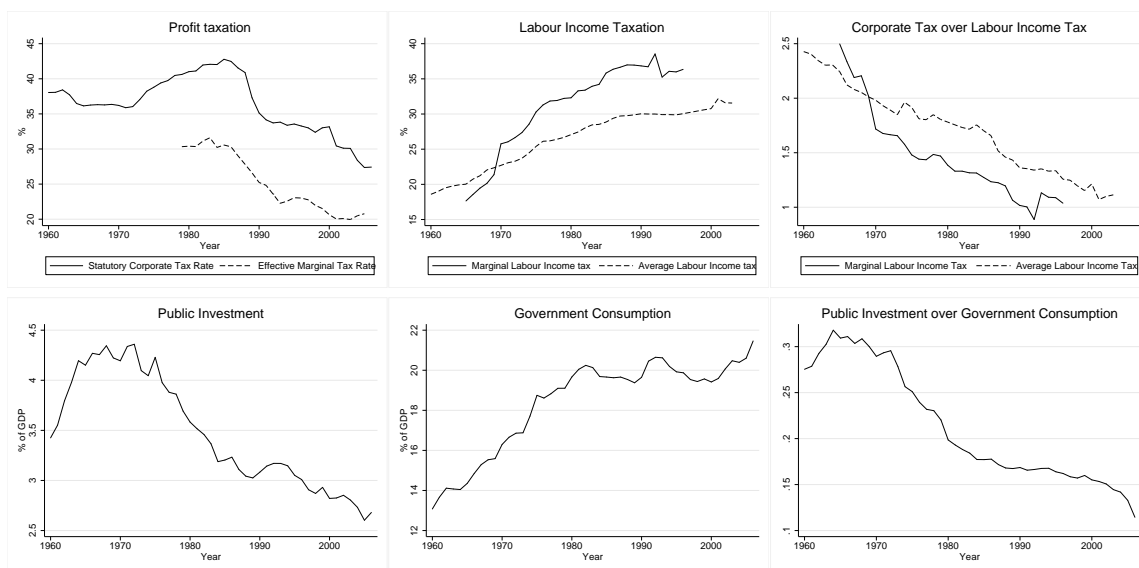 Profit taxation
45
40
35
%
30
25
20
1960 1970 1980 1990 2000
Year
Statutory Corporate Tax Rate Effective Marginal Tax Rate
Labour Income Taxation
40
35
30
%
25
20
15
1960 1970 1980 1990 2000
Year
Marginal Labour Income tax Average Labour Income tax
Corporate Tax over Labour Income Tax
2.5
2
1.5
1
1960 1970 1980 1990 2000
Year
Marginal Labour Income Tax Average Labour Income Tax
Public Investment
4.5
4
% of GDP
3.5
3
2.5
1960 1970 1980 1990 2000
Year
Government Consumption
22
20
18
% of GDP
16
14
12
1960 1970 1980 1990 2000
Year
Public Investment over Government Consumption
.3
.25
.2
.15
.1
1960 1970 1980 1990 2000
Year